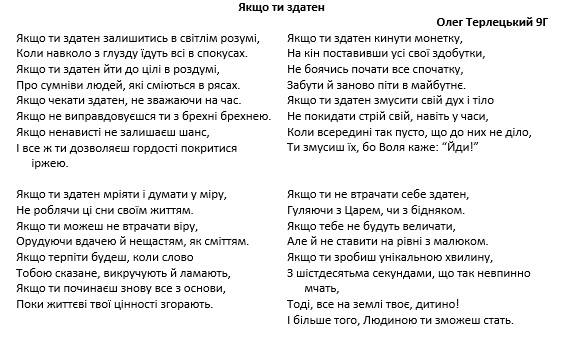 Якщо ти здатен
Олег Терлецький 9Г
Якщо ти здатен залишитись в світлім розумі,
Коли навколо з глузду їдуть всі в спокусах.
Якщо ти здатен йти до цілі в роздумі,
Про сумніви людей, які сміються в рясах.
Якщо чекати здатен, не зважаючи на час.
Якщо не виправдовуєшся ти з брехні брехнею.
Якщо ненависті не залишаєш шанс,
І все ж ти дозволяєш гордості покритися
іржею.
Якщо ти здатен мріяти і думати у міру,
Не роблячи ці сни своїм життям.
Якщо ти можеш не втрачати віру,
Орудуючи вдачею й нещастям, як сміттям.
Якщо терпіти будеш, коли слово
Тобою сказане, викручують й ламають,
Якщо ти починаєш знову все з основи,
Поки життєві твої цінності згорають.
Якщо ти здатен кинути монетку,
На кін поставивши усі свої здобутки,
Не боячись почати все спочатку,
Забути й заново піти в майбутнє.
Якщо ти здатен змусити свій дух і тіло
Не покидати стрій свій, навіть у часи,
Коли всередині так пусто, що до них не діло,
Ти змусиш їх, бо Воля каже: “Йди!”
Якщо ти не втрачати себе здатен,
Гуляючи з Царем, чи з бідняком.
Якщо тебе не будуть величати,
Але й не ставити на рівні з малюком.
Якщо ти зробиш унікальною хвилину,
З шістдесятьма секундами, що так невпинно
мчать,
Тоді, все на землі твоє, дитино!
І більше того, Людиною ти зможеш стать.